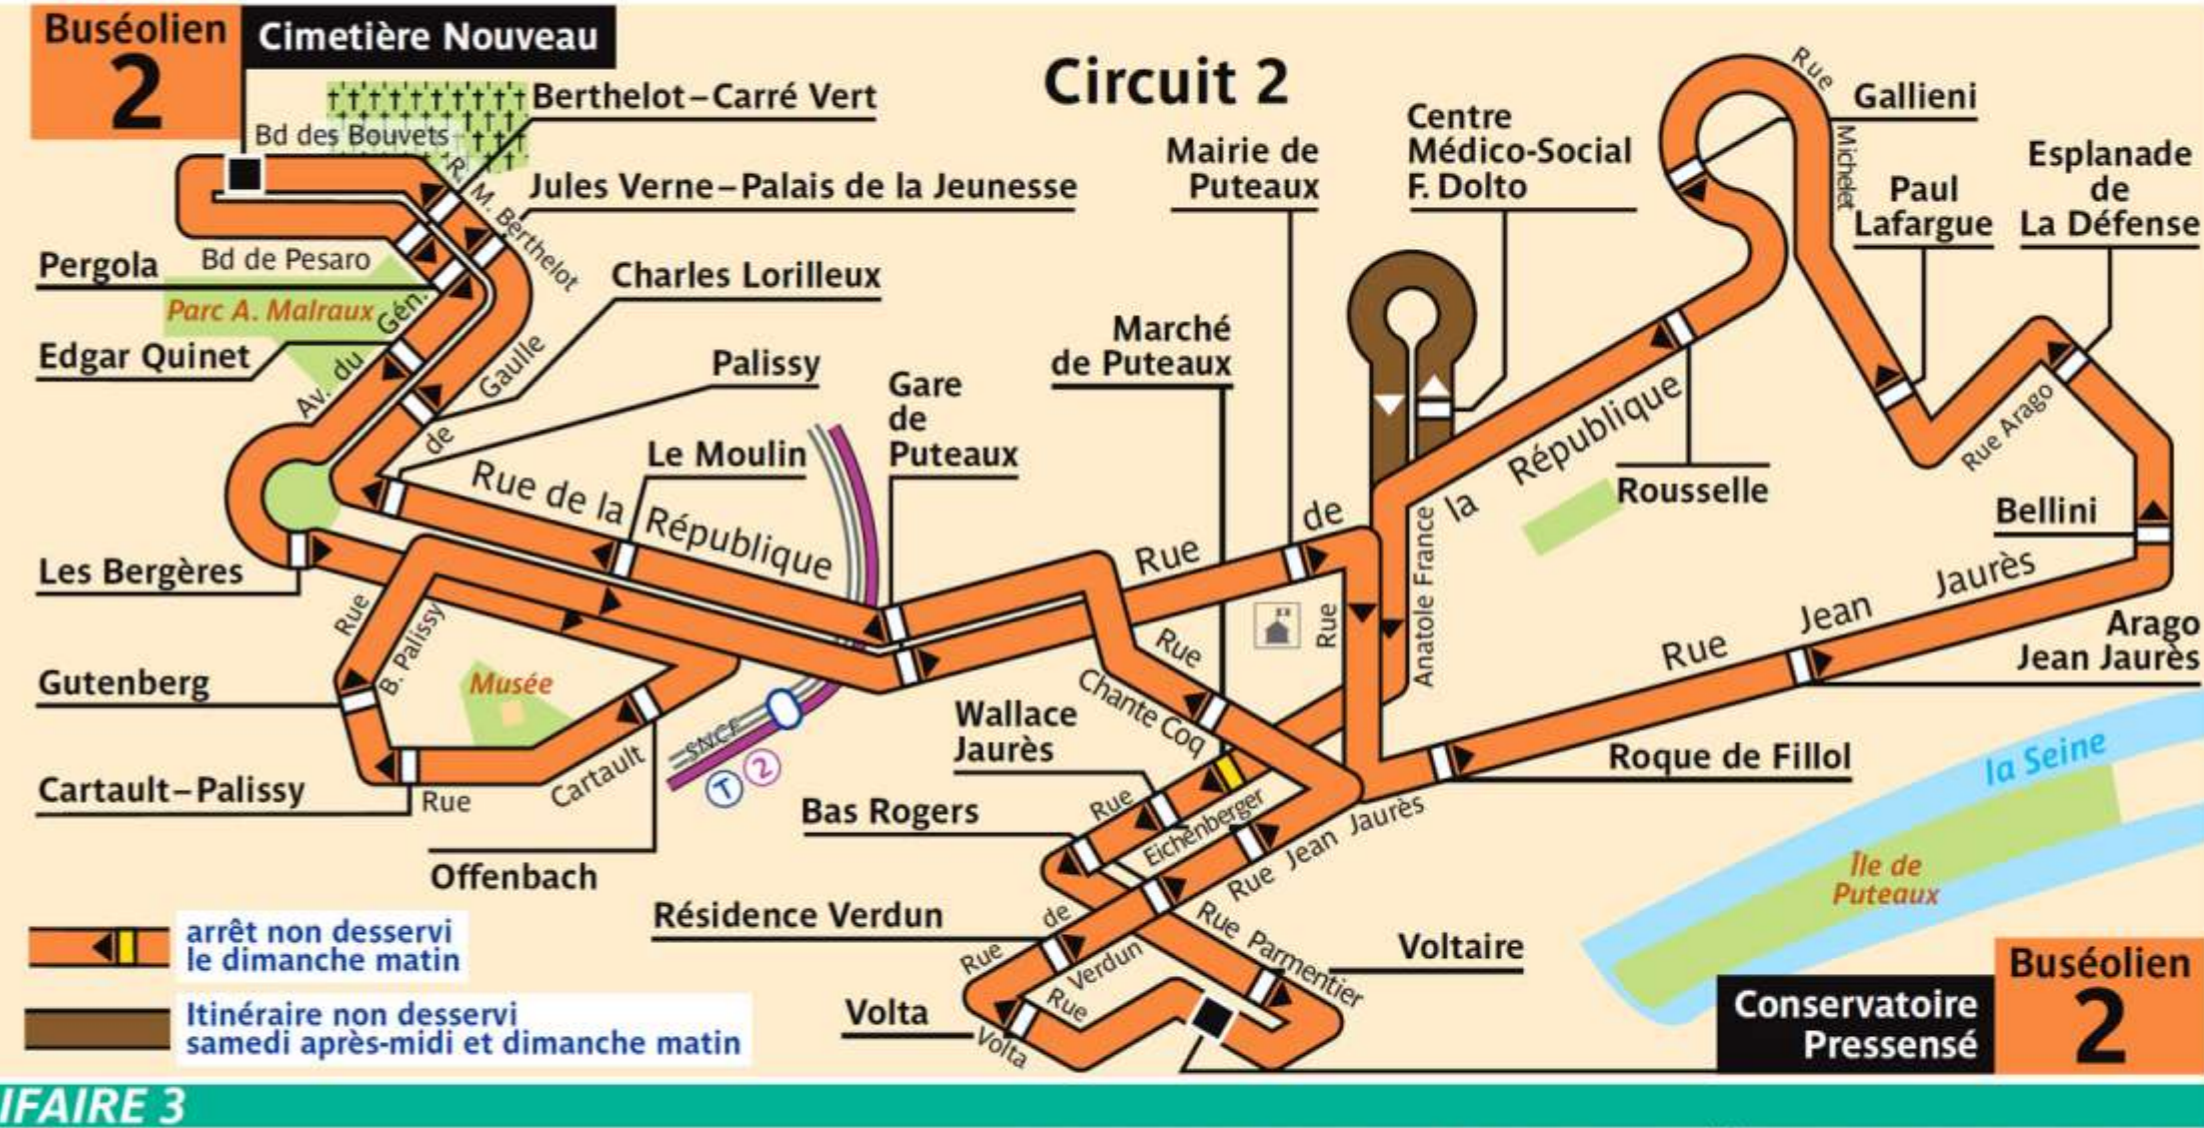 Buséolien
2
Cimetière Nouveau
Circuit 2
Berthelot–Carré Vert
Bd des Bouvets
R. M. Berthelot
Jules Verne–Palais de la Jeunesse
Pergola
Bd de Pesaro
Parc A. Malraux
Charles Lorilleux
Edgar Quinet
Av. du Gén. de Gaulle
Palissy
Le Moulin
Gare
de
Puteaux
Marché
de Puteaux
Mairie de
Puteaux
Centre
Médico-Social
F. Dolto
Rue Michelet
Gallieni
Paul
Lafargue
Esplanade
de
La Défense
Rue Arago
Rousselle
Bellini
Rue de la République
Rue de la République
Rue Anatole France
Rue Jean Jaurès
Arago
Jean Jaurès
Les Bergères
Rue B. Palissy
Gutenberg
Musée
Cartault–Palissy
Rue Cartault
Offenbach
SNCF
T 2
Rue Chante Coq
Wallace
Jaurès
Bas Rogers
Rue Eichenberger
Rue Jean Jaurès
Roque de Fillol
la Seine
Île de
Puteaux
Résidence Verdun
Rue de Verdun
Rue Parmentier
Voltaire
Volta
Rue Volta
arrêt non desservi
le dimanche matin
Itinéraire non desservi
samedi après-midi et dimanche matin
Conservatoire
Pressensé
Buséolien
2
IFAIRE 3